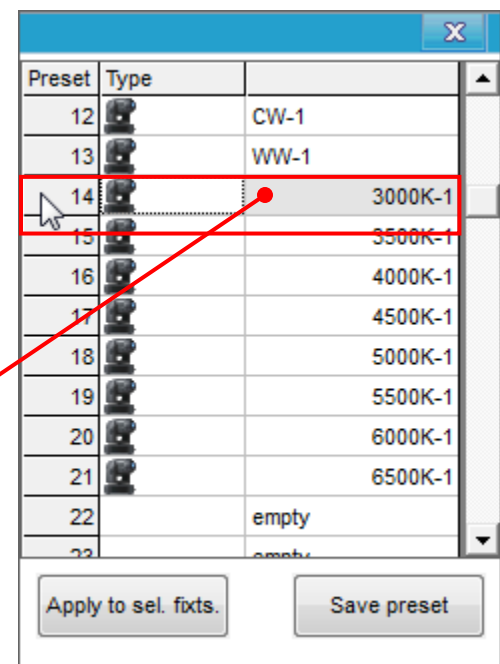 Preset Type
12 CW-1
13 WW-1
14 3000K-1
15 3500K-1
16 4000K-1
17 4500K-1
18 5000K-1
19 5500K-1
20 6000K-1
21 6500K-1
22 empty
23 empty
Apply to sel. fixts. Save preset